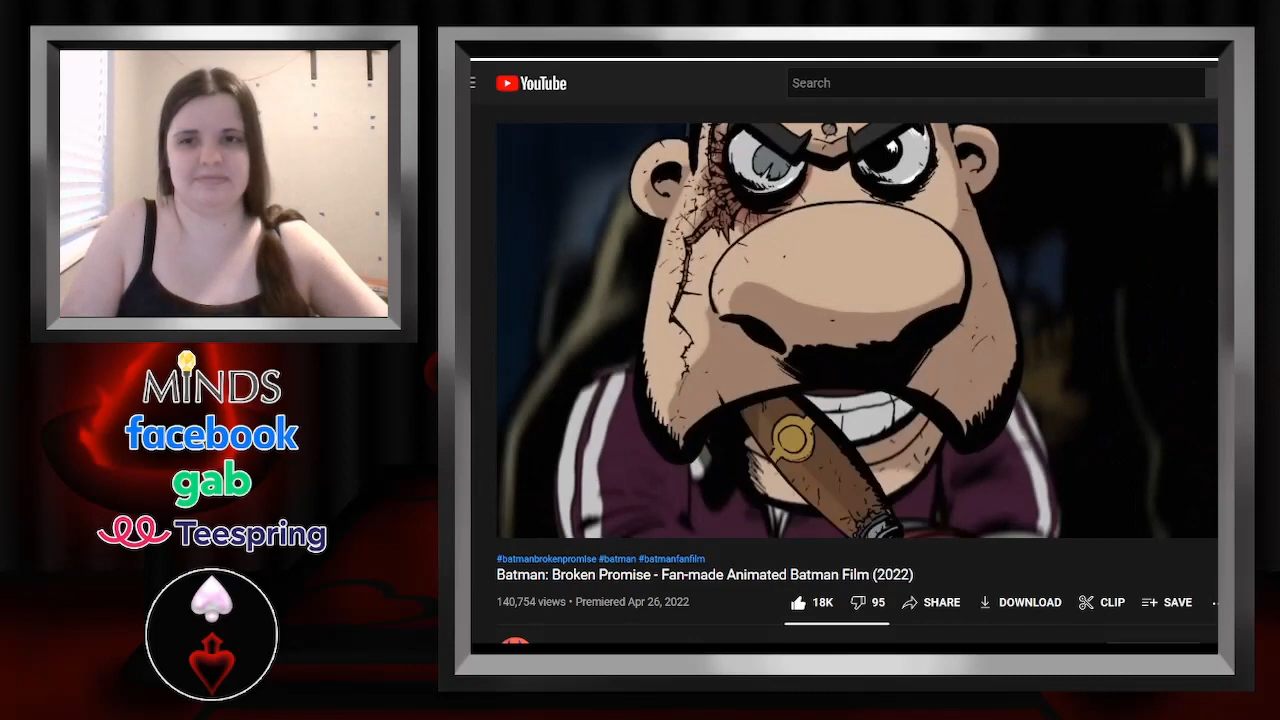 YouTube
Search
MINDS
facebook
gab
Teespring
#batmanbrokenpromise #batman #batmanfanfilm
Batman: Broken Promise - Fan-made Animated Batman Film (2022)
140,754 views • Premiered Apr 26, 2022
18K 95 SHARE DOWNLOAD CLIP SAVE